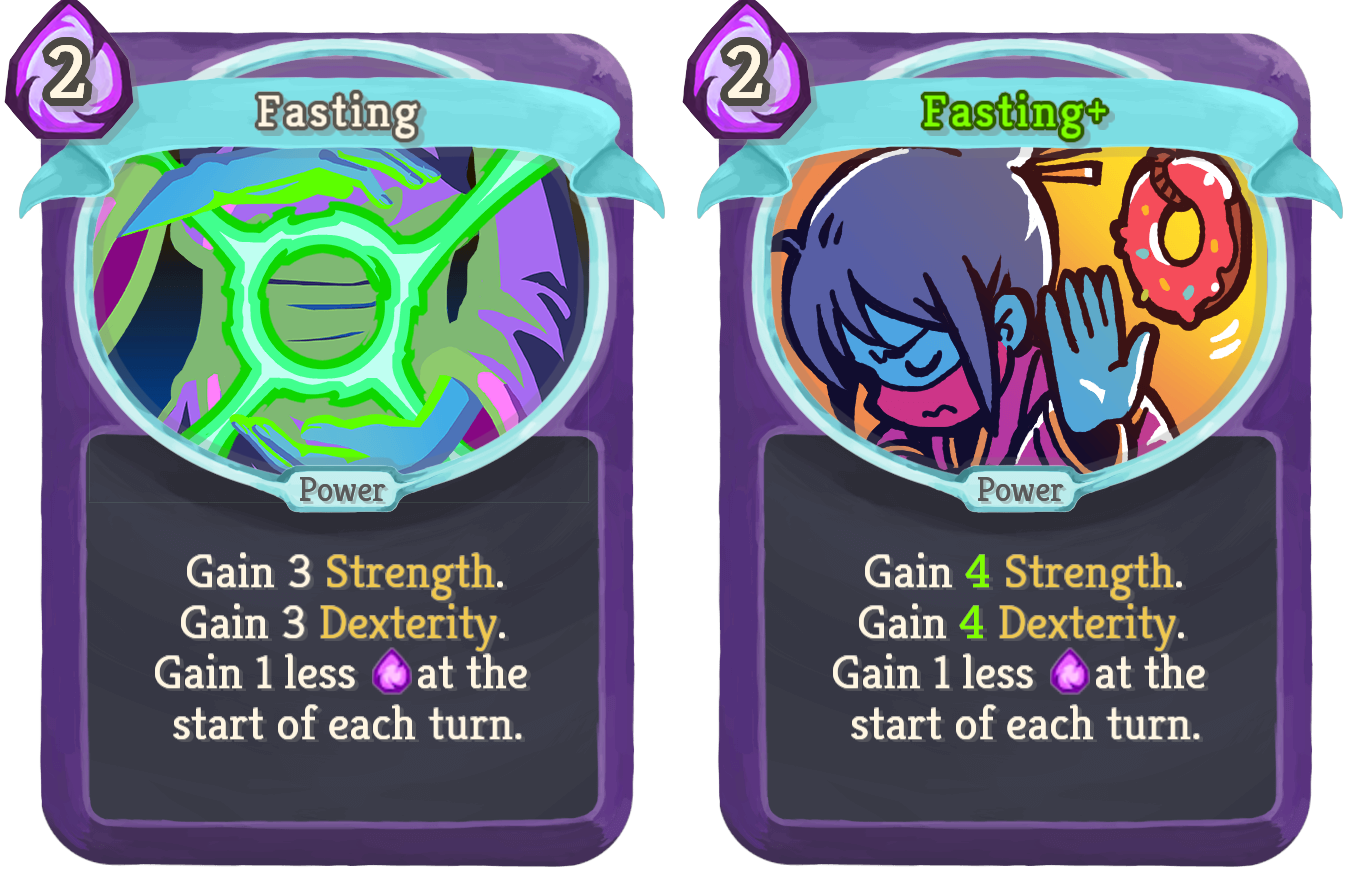 2
Fasting
Power
Gain 3 Strength.
Gain 3 Dexterity.
Gain 1 less at the
start of each turn.
2
Fasting+
Power
Gain 4 Strength.
Gain 4 Dexterity.
Gain 1 less at the
start of each turn.